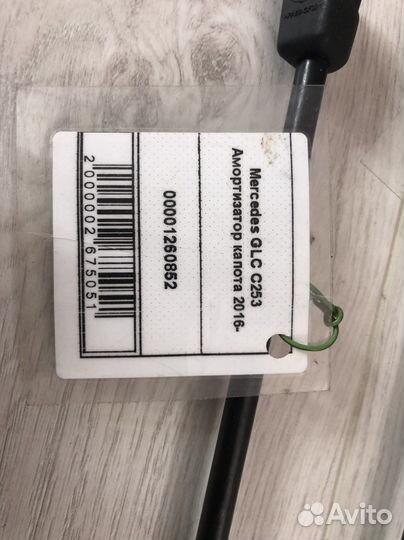 Mercedes GLC C253
Амортизатор капота 2016-
00001260852
2000002675051
Avito